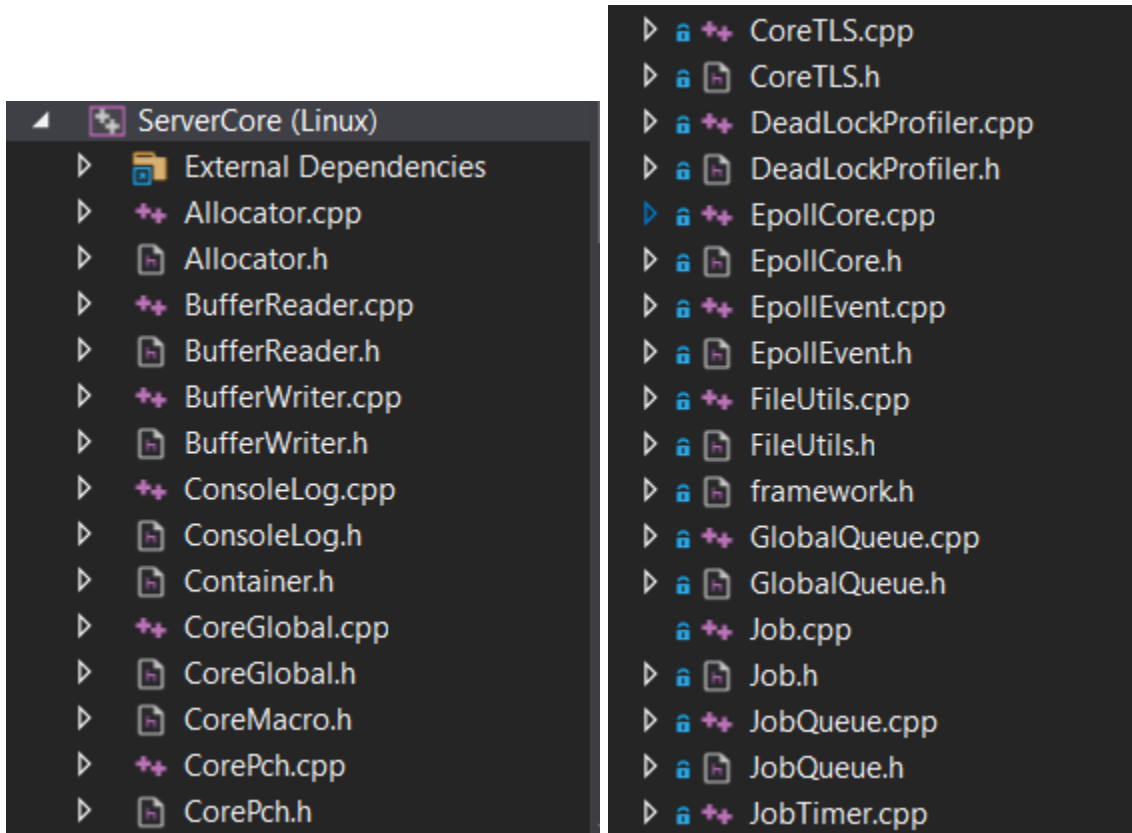 ServerCore (Linux)
External Dependencies
Allocator.cpp
Allocator.h
BufferReader.cpp
BufferReader.h
BufferWriter.cpp
BufferWriter.h
ConsoleLog.cpp
ConsoleLog.h
Container.h
CoreGlobal.cpp
CoreGlobal.h
CoreMacro.h
CorePch.cpp
CorePch.h
CoreTLS.cpp
CoreTLS.h
DeadLockProfiler.cpp
DeadLockProfiler.h
EpollCore.cpp
EpollCore.h
EpollEvent.cpp
EpollEvent.h
FileUtils.cpp
FileUtils.h
framework.h
GlobalQueue.cpp
GlobalQueue.h
Job.cpp
Job.h
JobQueue.cpp
JobQueue.h
JobTimer.cpp